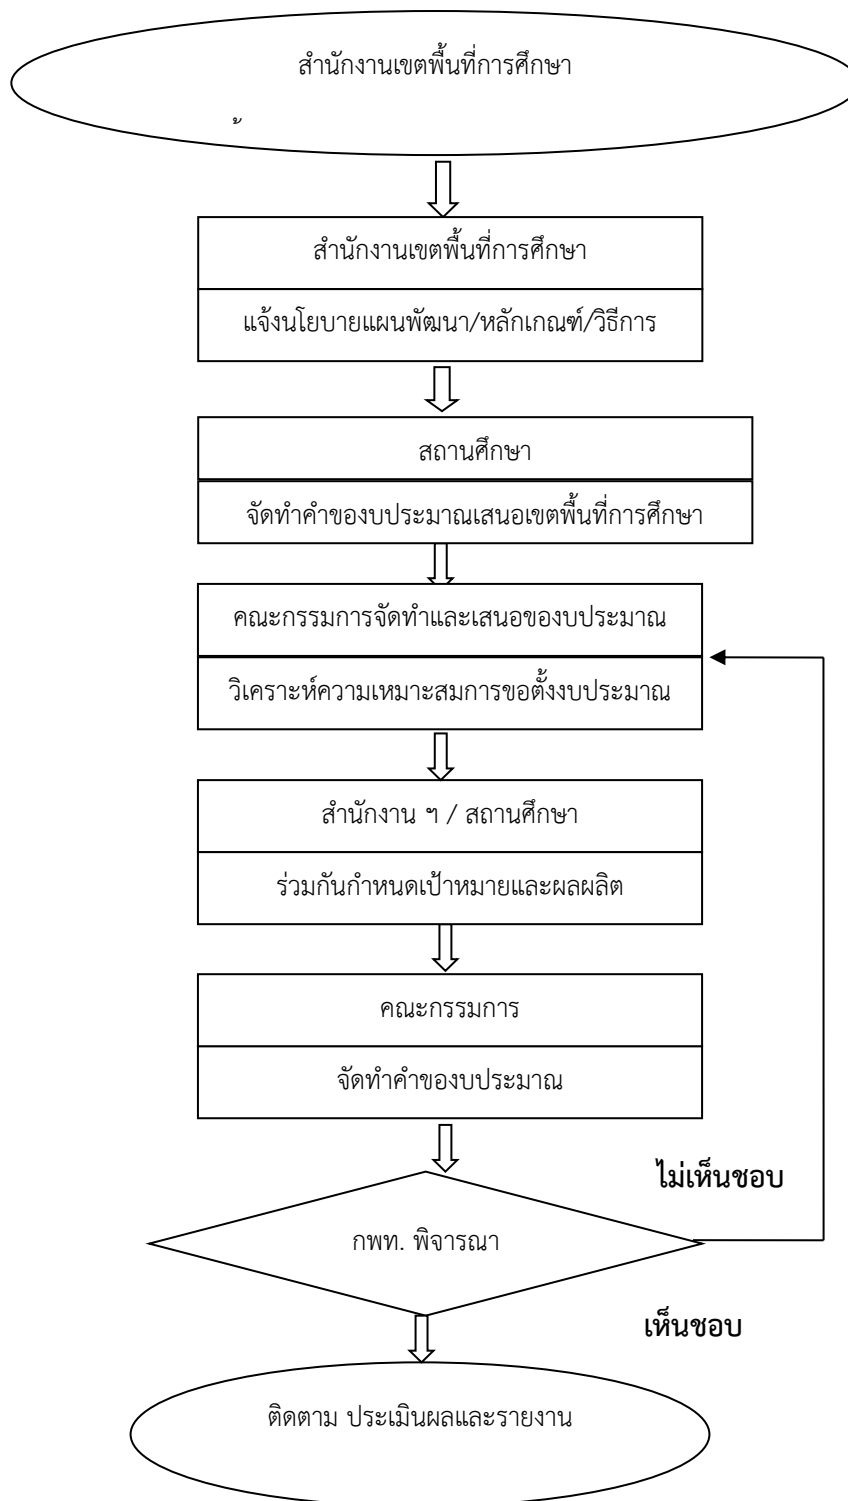 สำนักงานเขตพื้นที่การศึกษา
สำนักงานเขตพื้นที่การศึกษา
แจ้งนโยบายแผนพัฒนา/หลักเกณฑ์/วิธีการ
สถานศึกษา
จัดทำคำของบประมาณเสนอเขตพื้นที่การศึกษา
คณะกรรมการจัดทำและเสนอของบประมาณ
วิเคราะห์ความเหมาะสมการขอตั้งงบประมาณ
สำนักงาน ฯ / สถานศึกษา
ร่วมกันกำหนดเป้าหมายและผลผลิต
คณะกรรมการ
จัดทำคำของบประมาณ
ไม่เห็นชอบ
กพท. พิจารณา
เห็นชอบ
ติดตาม ประเมินผลและรายงาน